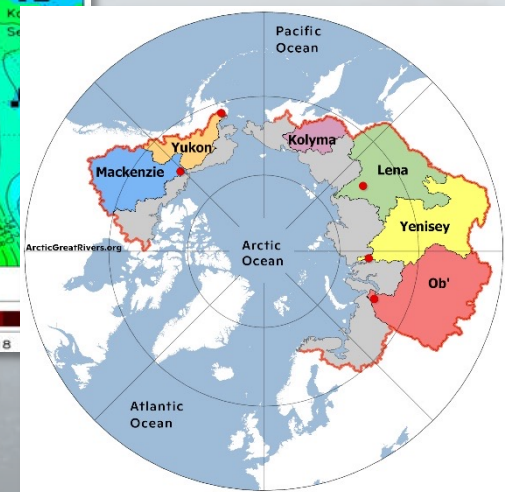 Pacific
Ocean
Kolyma
Yukon
Lena
Mackenzie
Yenisey
ArcticGreatRivers.org
Arctic
Ocean
Ob'
Atlantic
Ocean
8